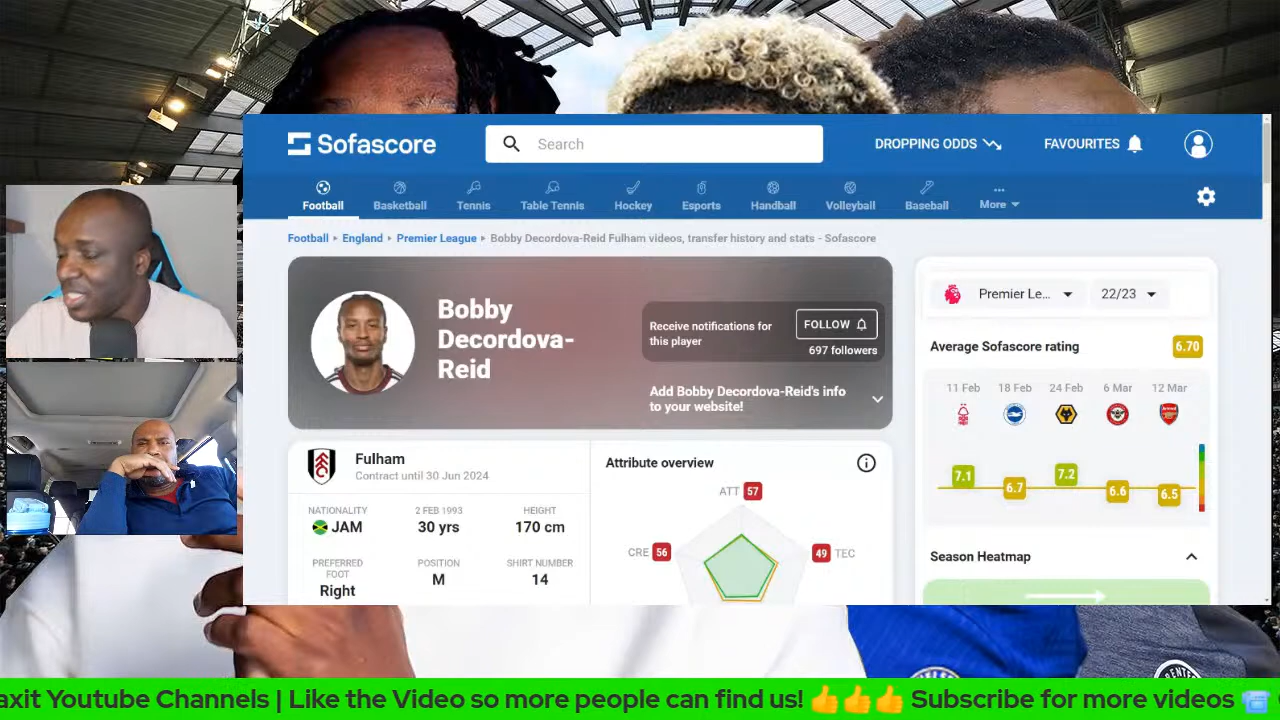 Sofascore
Search
DROPPING ODDS
FAVOURITES
Football
Basketball
Tennis
Table Tennis
Hockey
Esports
Handball
Volleyball
Baseball
More
Football
England
Premier League
Bobby Decordova-Reid Fulham videos, transfer history and stats - Sofascore
Bobby
Decordova-
Reid
Receive notifications for
this player
FOLLOW
697 followers
Add Bobby Decordova-Reid's info
to your website!
Premier Le...
22/23
Average Sofascore rating
6.70
11 Feb
18 Feb
24 Feb
6 Mar
12 Mar
7.1
6.7
7.2
6.6
6.5
Season Heatmap
Fulham
Contract until 30 Jun 2024
NATIONALITY
JAM
2 FEB 1993
30 yrs
HEIGHT
170 cm
PREFERRED
FOOT
Right
POSITION
M
SHIRT NUMBER
14
Attribute overview
ATT 57
CRE 56
49 TEC
axit Youtube Channels | Like the Video so more people can find us! 👍👍👍 Subscribe for more videos